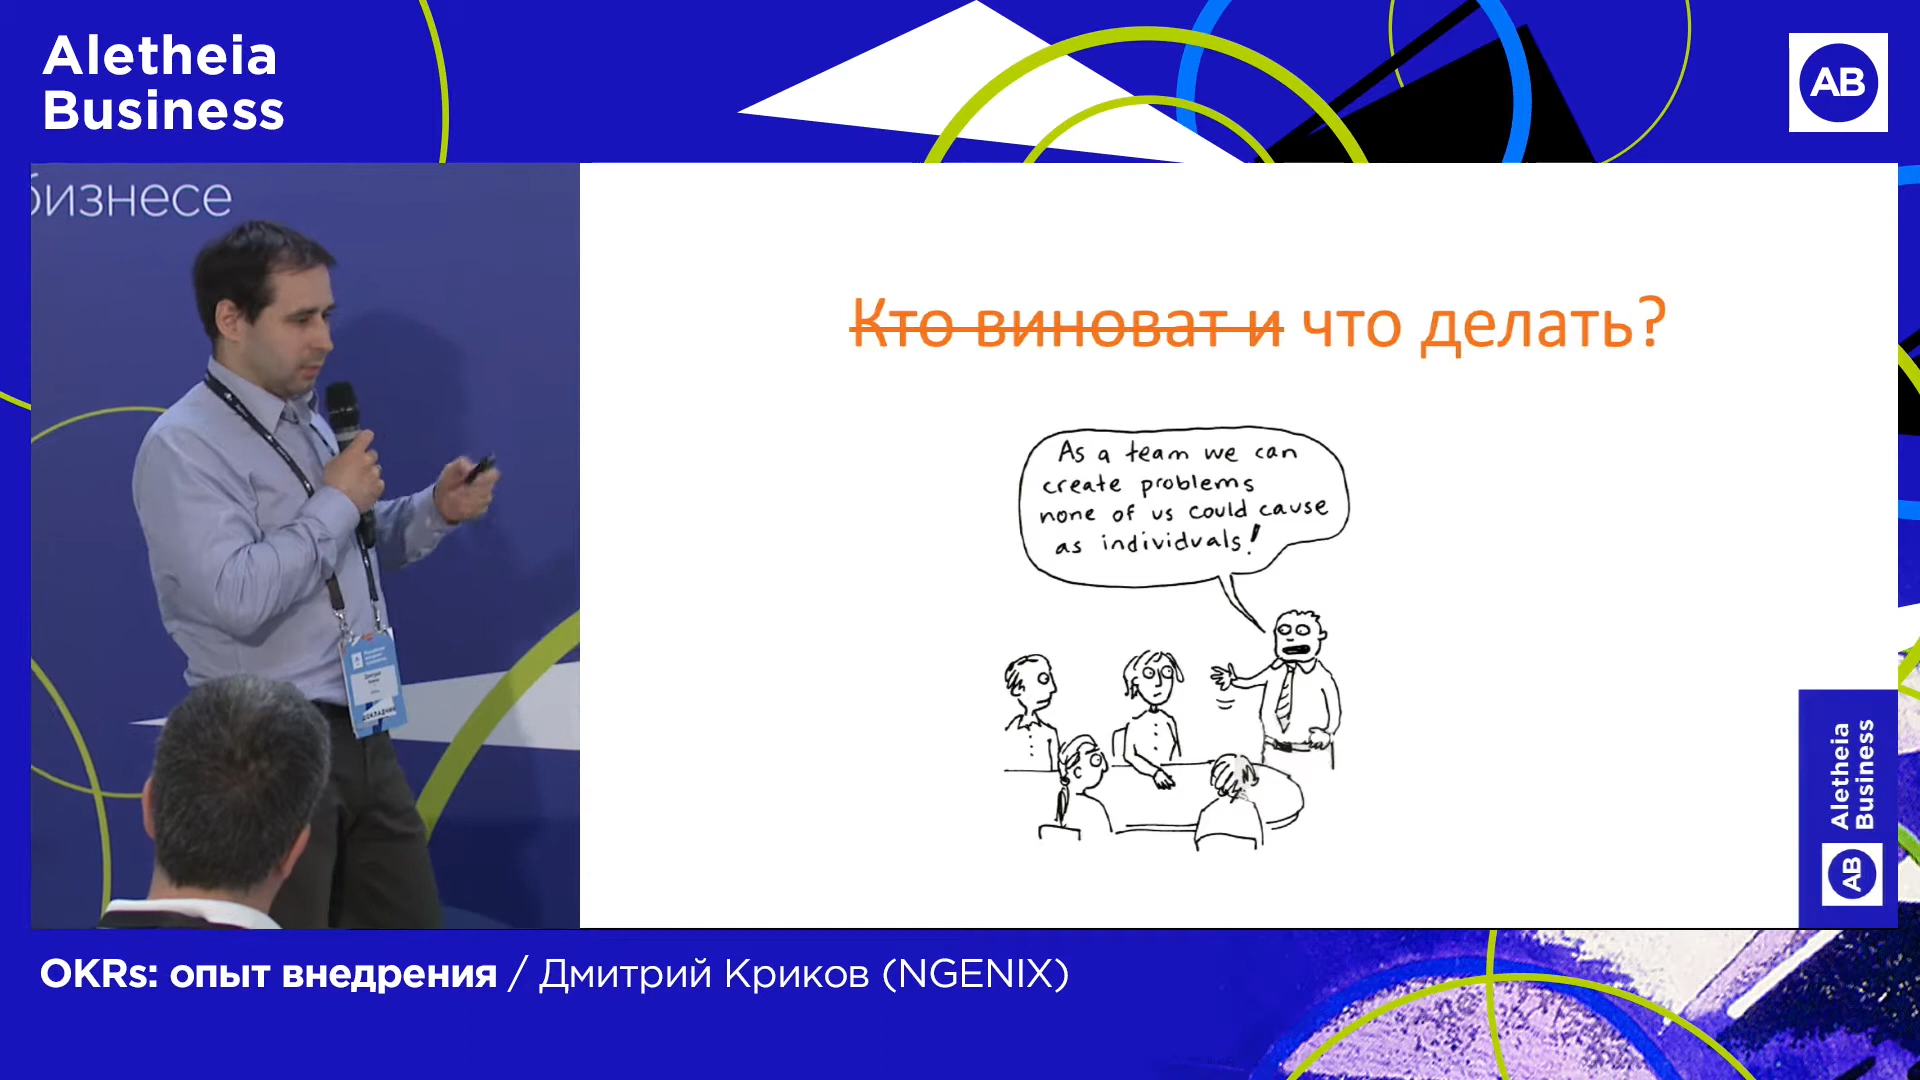 Aletheia
Business
AB
бизнесе
Кто виноват и что делать?
As a team we can
create problems
none of us could cause
as individuals!
ДОКЛАДЧИК
Aletheia
Business
AB
OKRs: опыт внедрения / Дмитрий Криков (NGENIX)